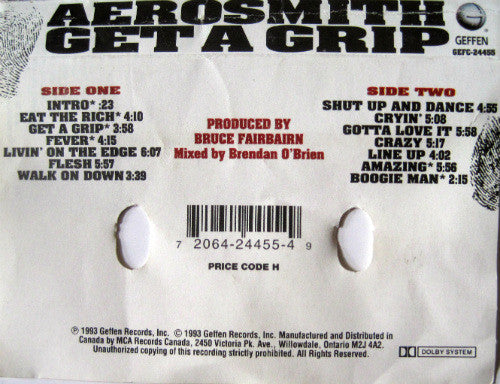 AEROSMITH
GET A GRIP
GEFFEN
GEFC-24455
SIDE ONE
INTRO* :23
EAT THE RICH* 4:10
GET A GRIP* 3:58
FEVER* 4:15
LIVIN' ON THE EDGE 6:07
FLESH 5:57
WALK ON DOWN 3:39
PRODUCED BY
BRUCE FAIRBAIRN
Mixed by Brendan O'Brien
SIDE TWO
SHUT UP AND DANCE 4:55
CRYIN' 5:08
GOTTA LOVE IT 5:58
CRAZY 5:17
LINE UP 4:02
AMAZING* 5:56
BOOGIE MAN* 2:15
7 2064-24455-4 9
PRICE CODE H
℗ 1993 Geffen Records, Inc. © 1993 Geffen Records, Inc. Manufactured and Distributed in
Canada by MCA Records Canada, 2450 Victoria Pk. Ave., Willowdale, Ontario M2J 4A2.
Unauthorized copying of this recording strictly prohibited. All Rights Reserved.
DOLBY SYSTEM